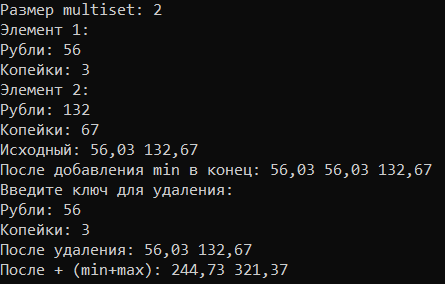 Размер multiset: 2
Элемент 1:
Рубли: 56
Копейки: 3
Элемент 2:
Рубли: 132
Копейки: 67
Исходный: 56,03 132,67
После добавления min в конец: 56,03 56,03 132,67
Введите ключ для удаления:
Рубли: 56
Копейки: 3
После удаления: 56,03 132,67
После + (min+max): 244,73 321,37